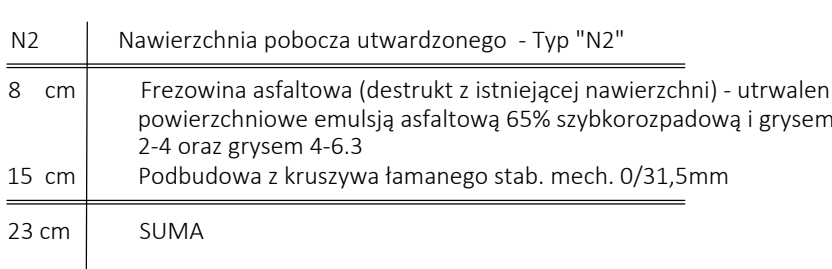 N2 Nawierzchnia pobocza utwardzonego - Typ "N2"
8 cm Frezowina asfaltowa (destrukt z istniejącej nawierzchni) - utrwalen
powierzchniowe emulsją asfaltową 65% szybkorozpadową i grysem
2-4 oraz grysem 4-6.3
15 cm Podbudowa z kruszywa łamanego stab. mech. 0/31,5mm
23 cm SUMA